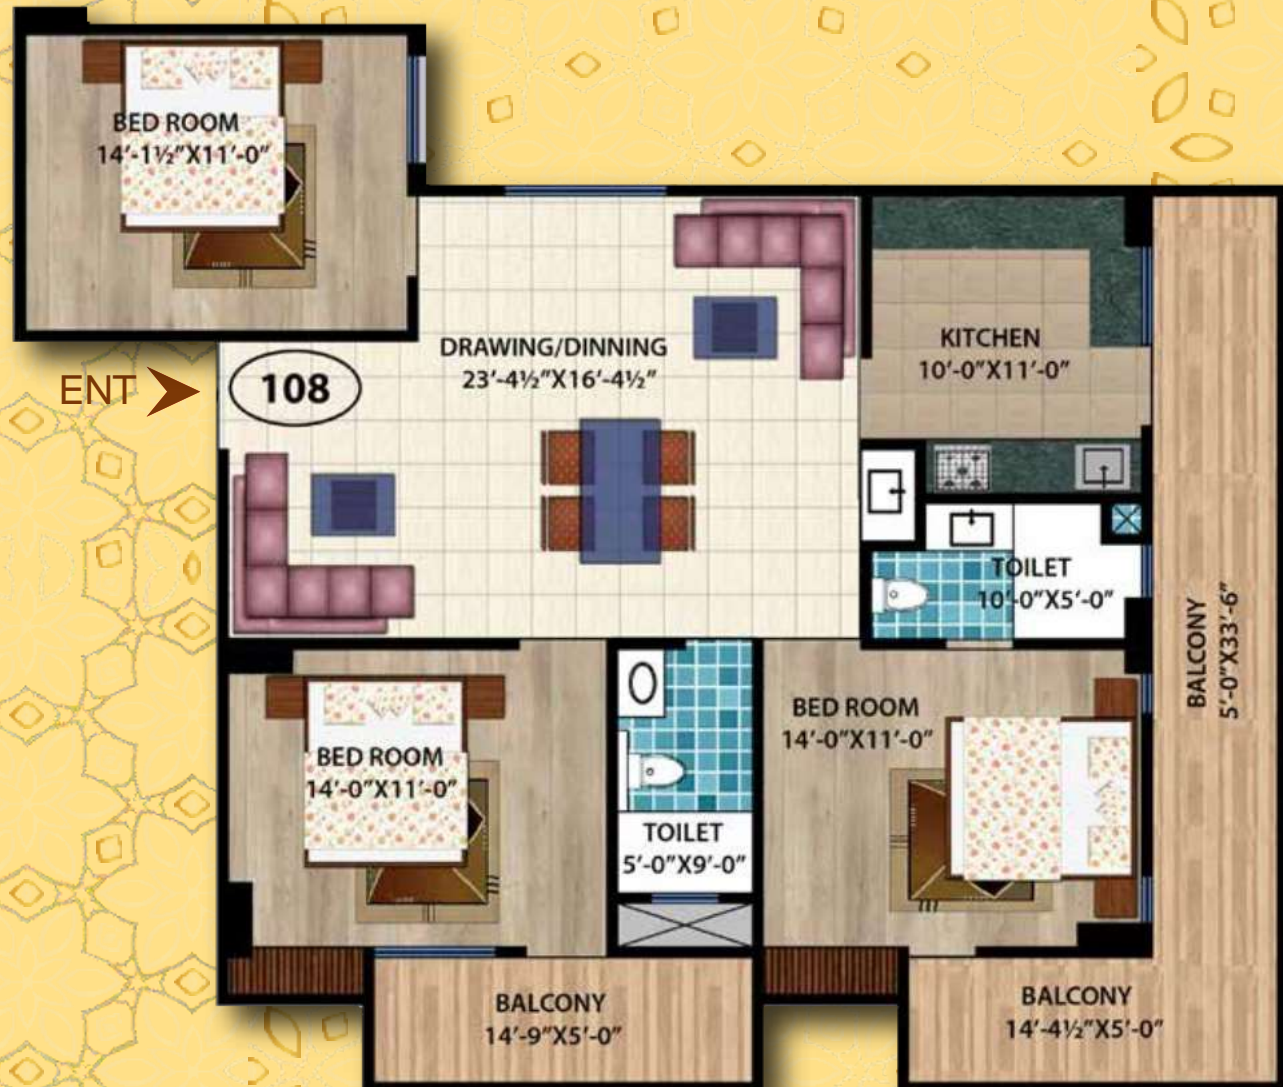 BED ROOM
14'-1½"X11'-0"
ENT
108
DRAWING/DINNING
23'-4½"X16'-4½"
KITCHEN
10'-0"X11'-0"
TOILET
10'-0"X5'-0"
BALCONY
5'-0"X33'-6"
BED ROOM
14'-0"X11'-0"
TOILET
5'-0"X9'-0"
BED ROOM
14'-0"X11'-0"
BALCONY
14'-9"X5'-0"
BALCONY
14'-4½"X5'-0"